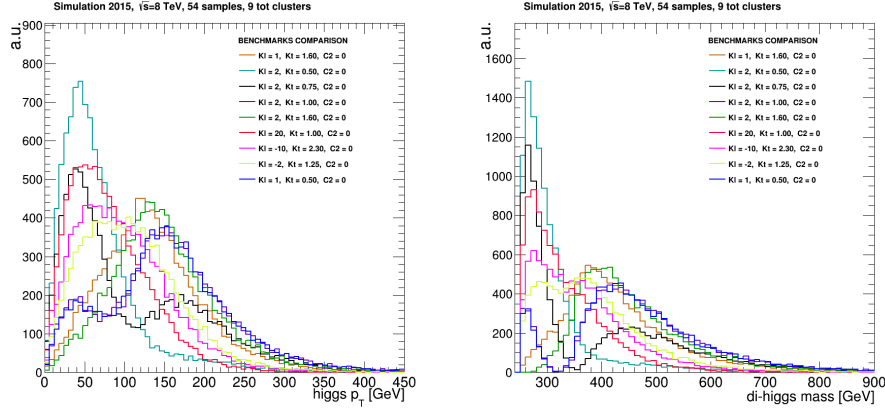 Simulation 2015, √s=8 TeV, 54 samples, 9 tot clusters
a.u.
900
800
700
600
500
400
300
200
100
0
BENCHMARKS COMPARISON
Kl = 1, Kt = 1.60, C2 = 0
Kl = 2, Kt = 0.50, C2 = 0
Kl = 2, Kt = 0.75, C2 = 0
Kl = 2, Kt = 1.00, C2 = 0
Kl = 2, Kt = 1.60, C2 = 0
Kl = 20, Kt = 1.00, C2 = 0
Kl = -10, Kt = 2.30, C2 = 0
Kl = -2, Kt = 1.25, C2 = 0
Kl = 1, Kt = 0.50, C2 = 0
0 50 100 150 200 250 300 350 400 450
higgs pT [GeV]
Simulation 2015, √s=8 TeV, 54 samples, 9 tot clusters
a.u.
1600
1400
1200
1000
800
600
400
200
0
BENCHMARKS COMPARISON
Kl = 1, Kt = 1.60, C2 = 0
Kl = 2, Kt = 0.50, C2 = 0
Kl = 2, Kt = 0.75, C2 = 0
Kl = 2, Kt = 1.00, C2 = 0
Kl = 2, Kt = 1.60, C2 = 0
Kl = 20, Kt = 1.00, C2 = 0
Kl = -10, Kt = 2.30, C2 = 0
Kl = -2, Kt = 1.25, C2 = 0
Kl = 1, Kt = 0.50, C2 = 0
300 400 500 600 700 800 900
di-higgs mass [GeV]